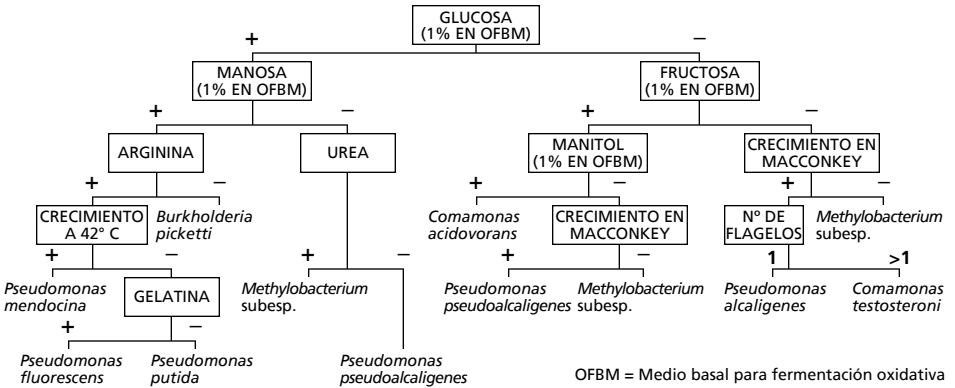 GLUCOSA
(1% EN OFBM)
+
−
MANOSA
(1% EN OFBM)
FRUCTOSA
(1% EN OFBM)
+
−
+
−
ARGININA
UREA
MANITOL
(1% EN OFBM)
CRECIMIENTO EN
MACCONKEY
+
−
+
−
+
−
CRECIMIENTO
A 42° C
Burkholderia
picketti
Comamonas
acidovorans
CRECIMIENTO EN
MACCONKEY
Nº DE
FLAGELOS
Methylobacterium
subesp.
+
−
+
−
+
−
1
>1
Pseudomonas
mendocina
GELATINA
Methylobacterium
subesp.
Pseudomonas
pseudoalcaligenes
Methylobacterium
subesp.
Pseudomonas
alcaligenes
Comamonas
testosteroni
+
−
Pseudomonas
fluorescens
Pseudomonas
putida
Pseudomonas
pseudoalcaligenes
OFBM = Medio basal para fermentación oxidativa